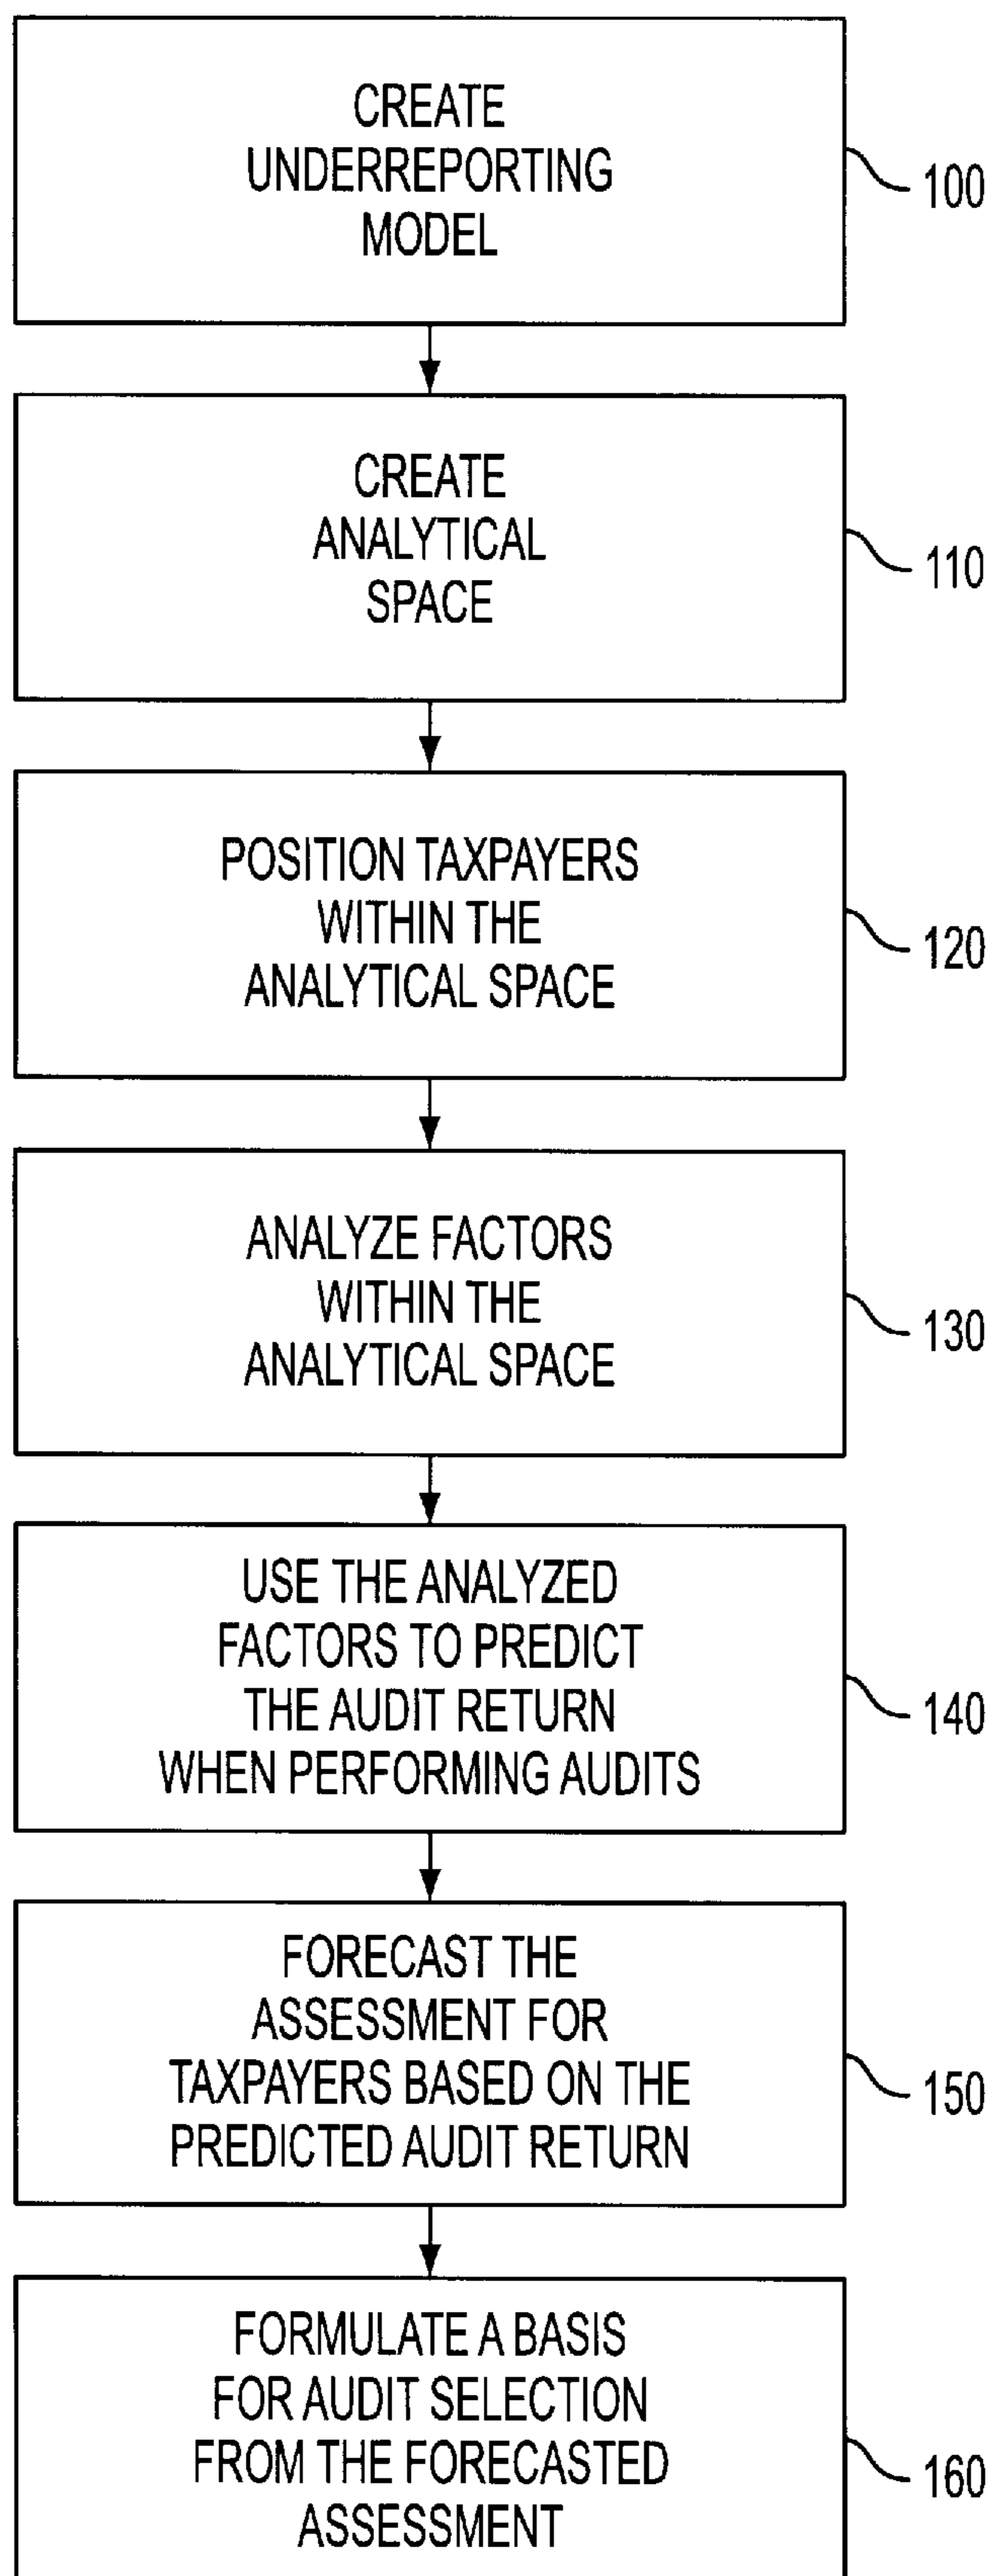 CREATE
UNDERREPORTING
MODEL
100
CREATE
ANALYTICAL
SPACE
110
POSITION TAXPAYERS
WITHIN THE
ANALYTICAL SPACE
120
ANALYZE FACTORS
WITHIN THE
ANALYTICAL SPACE
130
USE THE ANALYZED
FACTORS TO PREDICT
THE AUDIT RETURN
WHEN PERFORMING AUDITS
140
FORECAST THE
ASSESSMENT FOR
TAXPAYERS BASED ON THE
PREDICTED AUDIT RETURN
150
FORMULATE A BASIS
FOR AUDIT SELECTION
FROM THE FORECASTED
ASSESSMENT
160